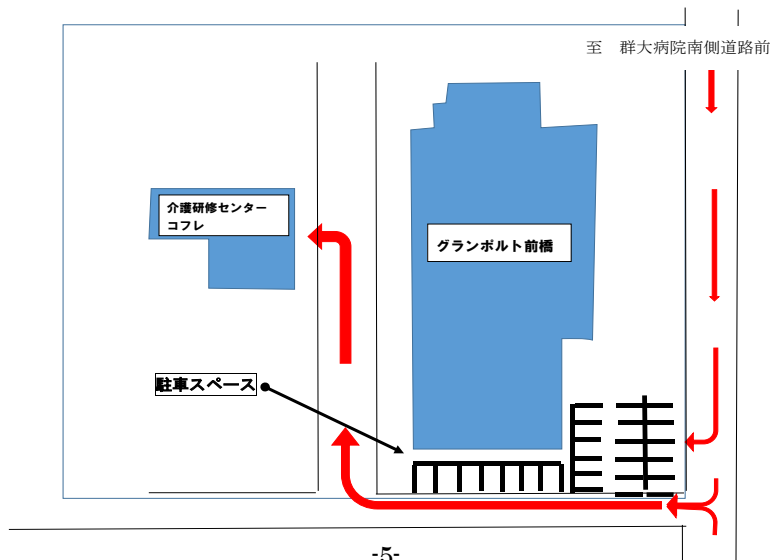 至　群大病院南側道路前
介護研修センター
コフレ
グランポルト前橋
駐車スペース
-5-